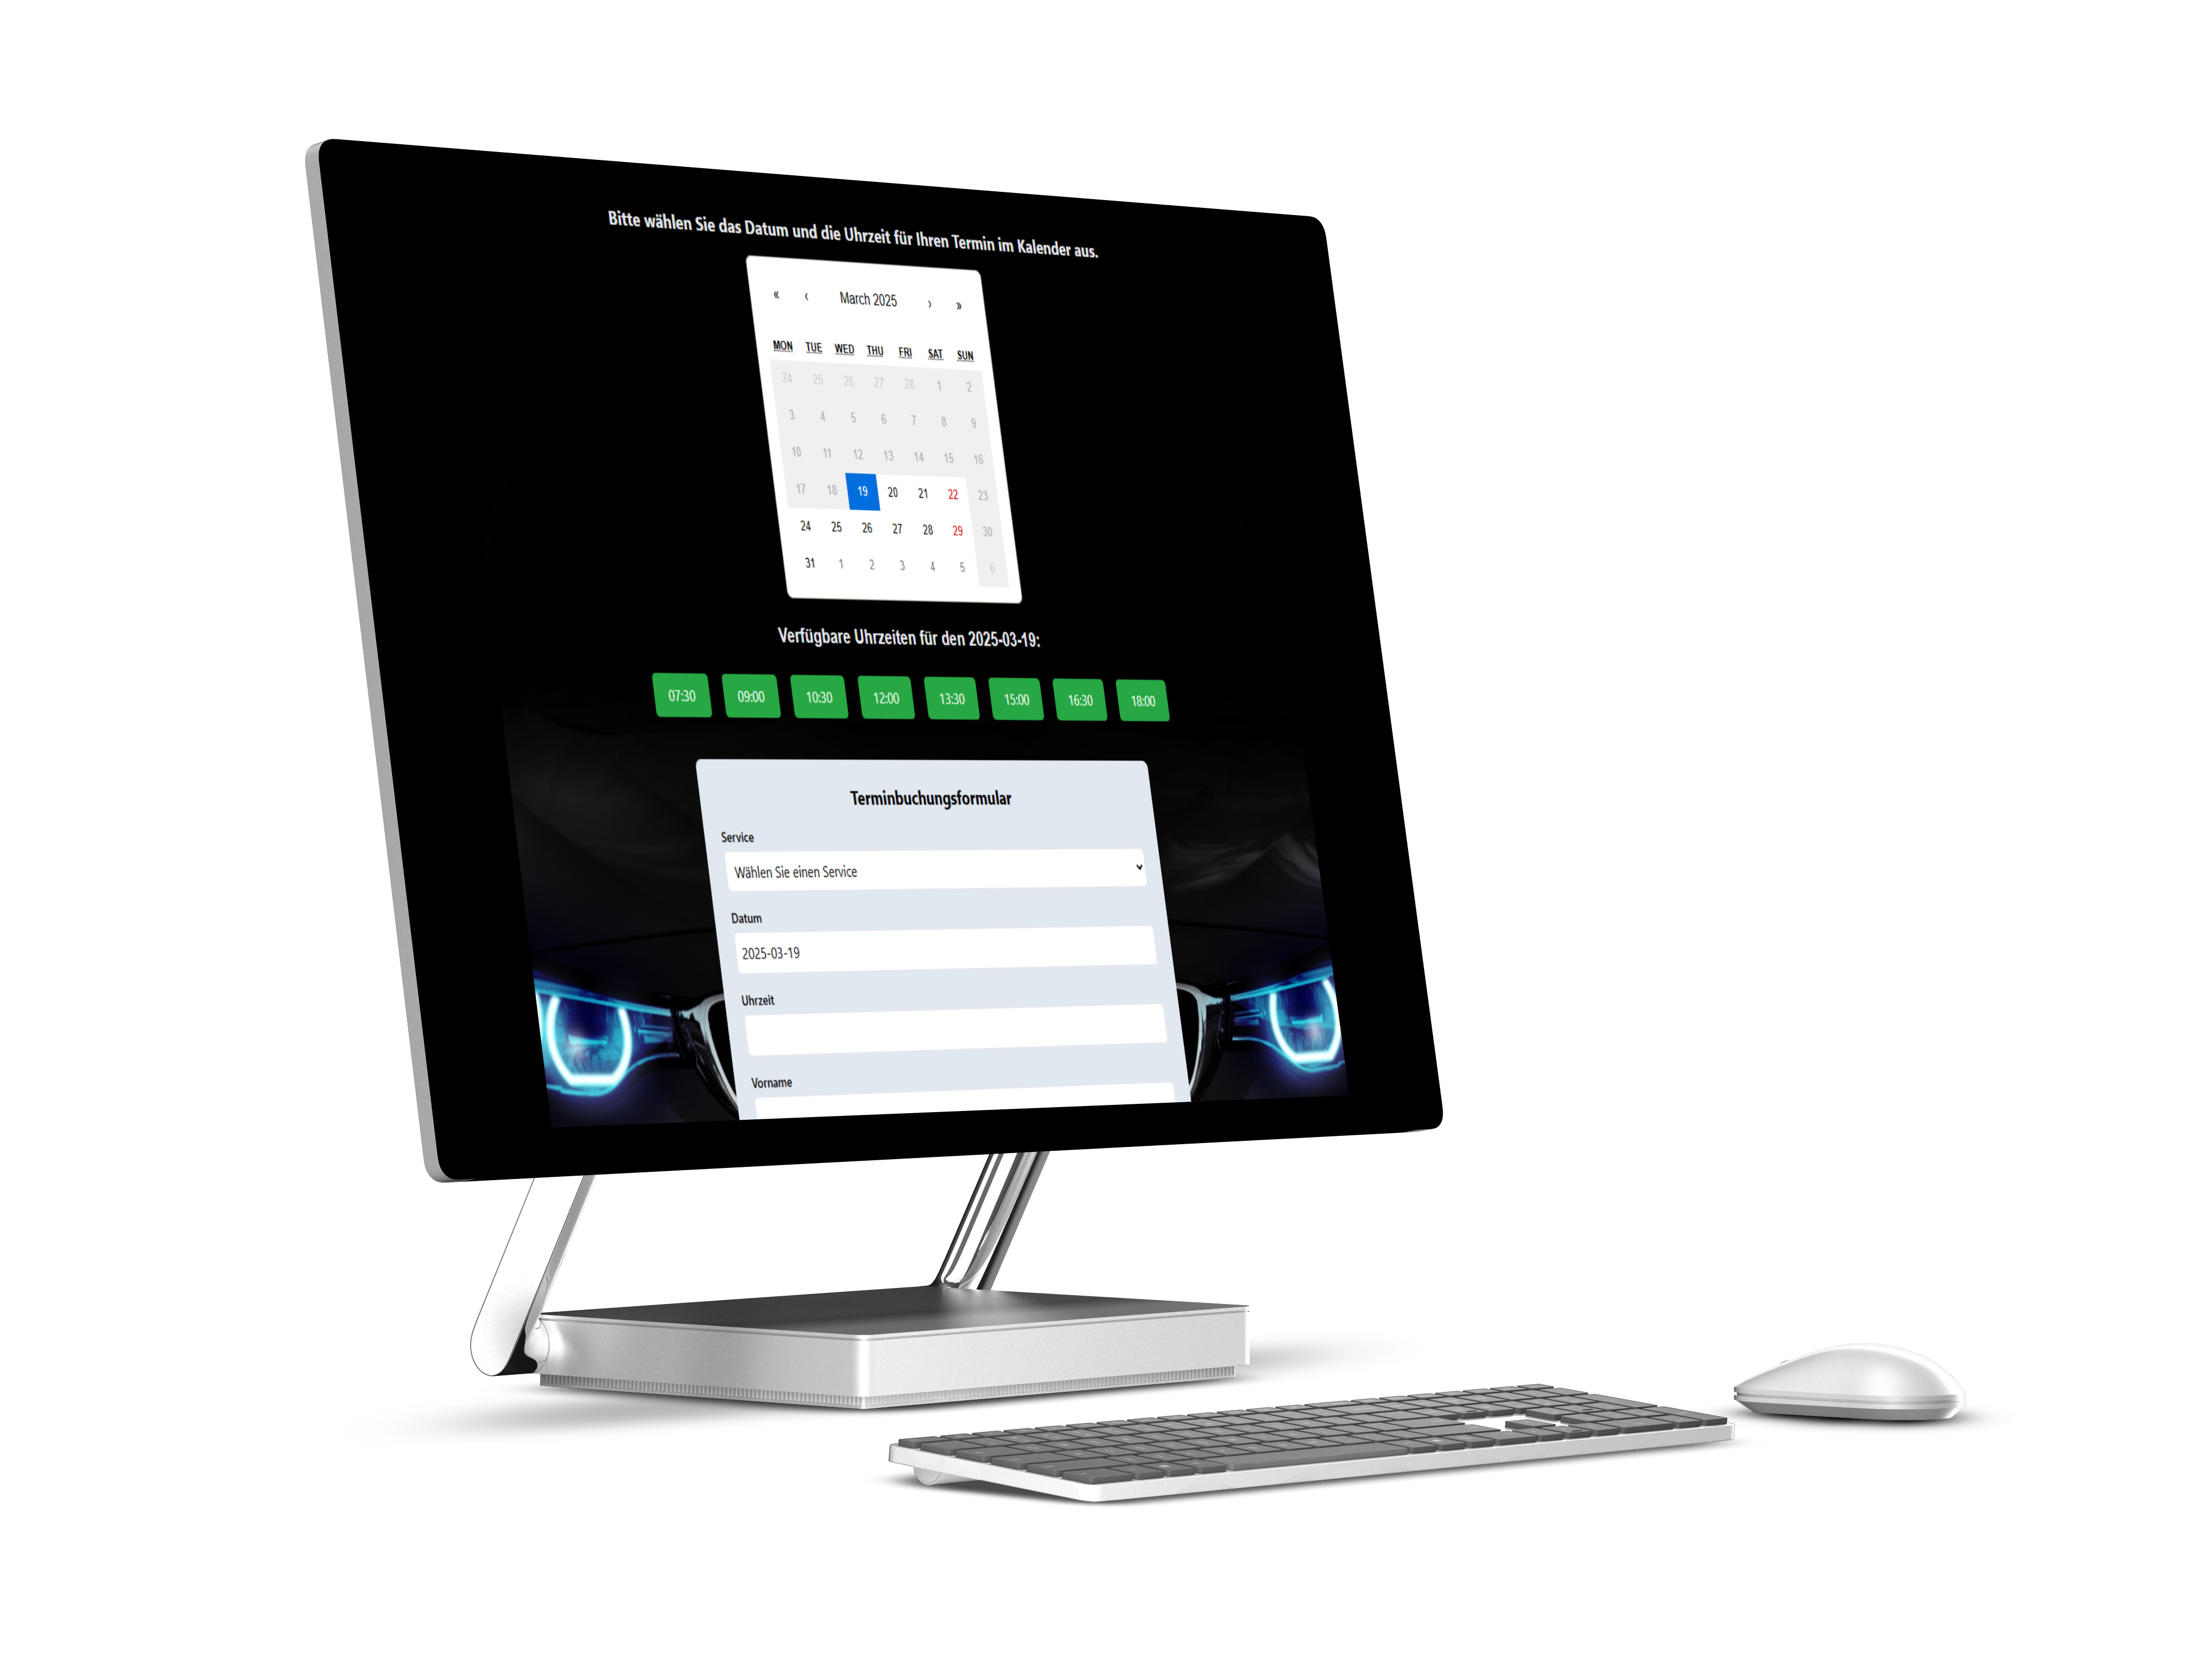 Bitte wählen Sie das Datum und die Uhrzeit für Ihren Termin im Kalender aus.
« ‹ March 2025 › »
MON TUE WED THU FRI SAT SUN
24 25 26 27 28 1 2
3 4 5 6 7 8 9
10 11 12 13 14 15 16
17 18 19 20 21 22 23
24 25 26 27 28 29 30
31 1 2 3 4 5 6
Verfügbare Uhrzeiten für den 2025-03-19:
07:30 09:00 10:30 12:00 13:30 15:00 16:30 18:00
Terminbuchungsformular
Service
Wählen Sie einen Service
Datum
2025-03-19
Uhrzeit
Vorname